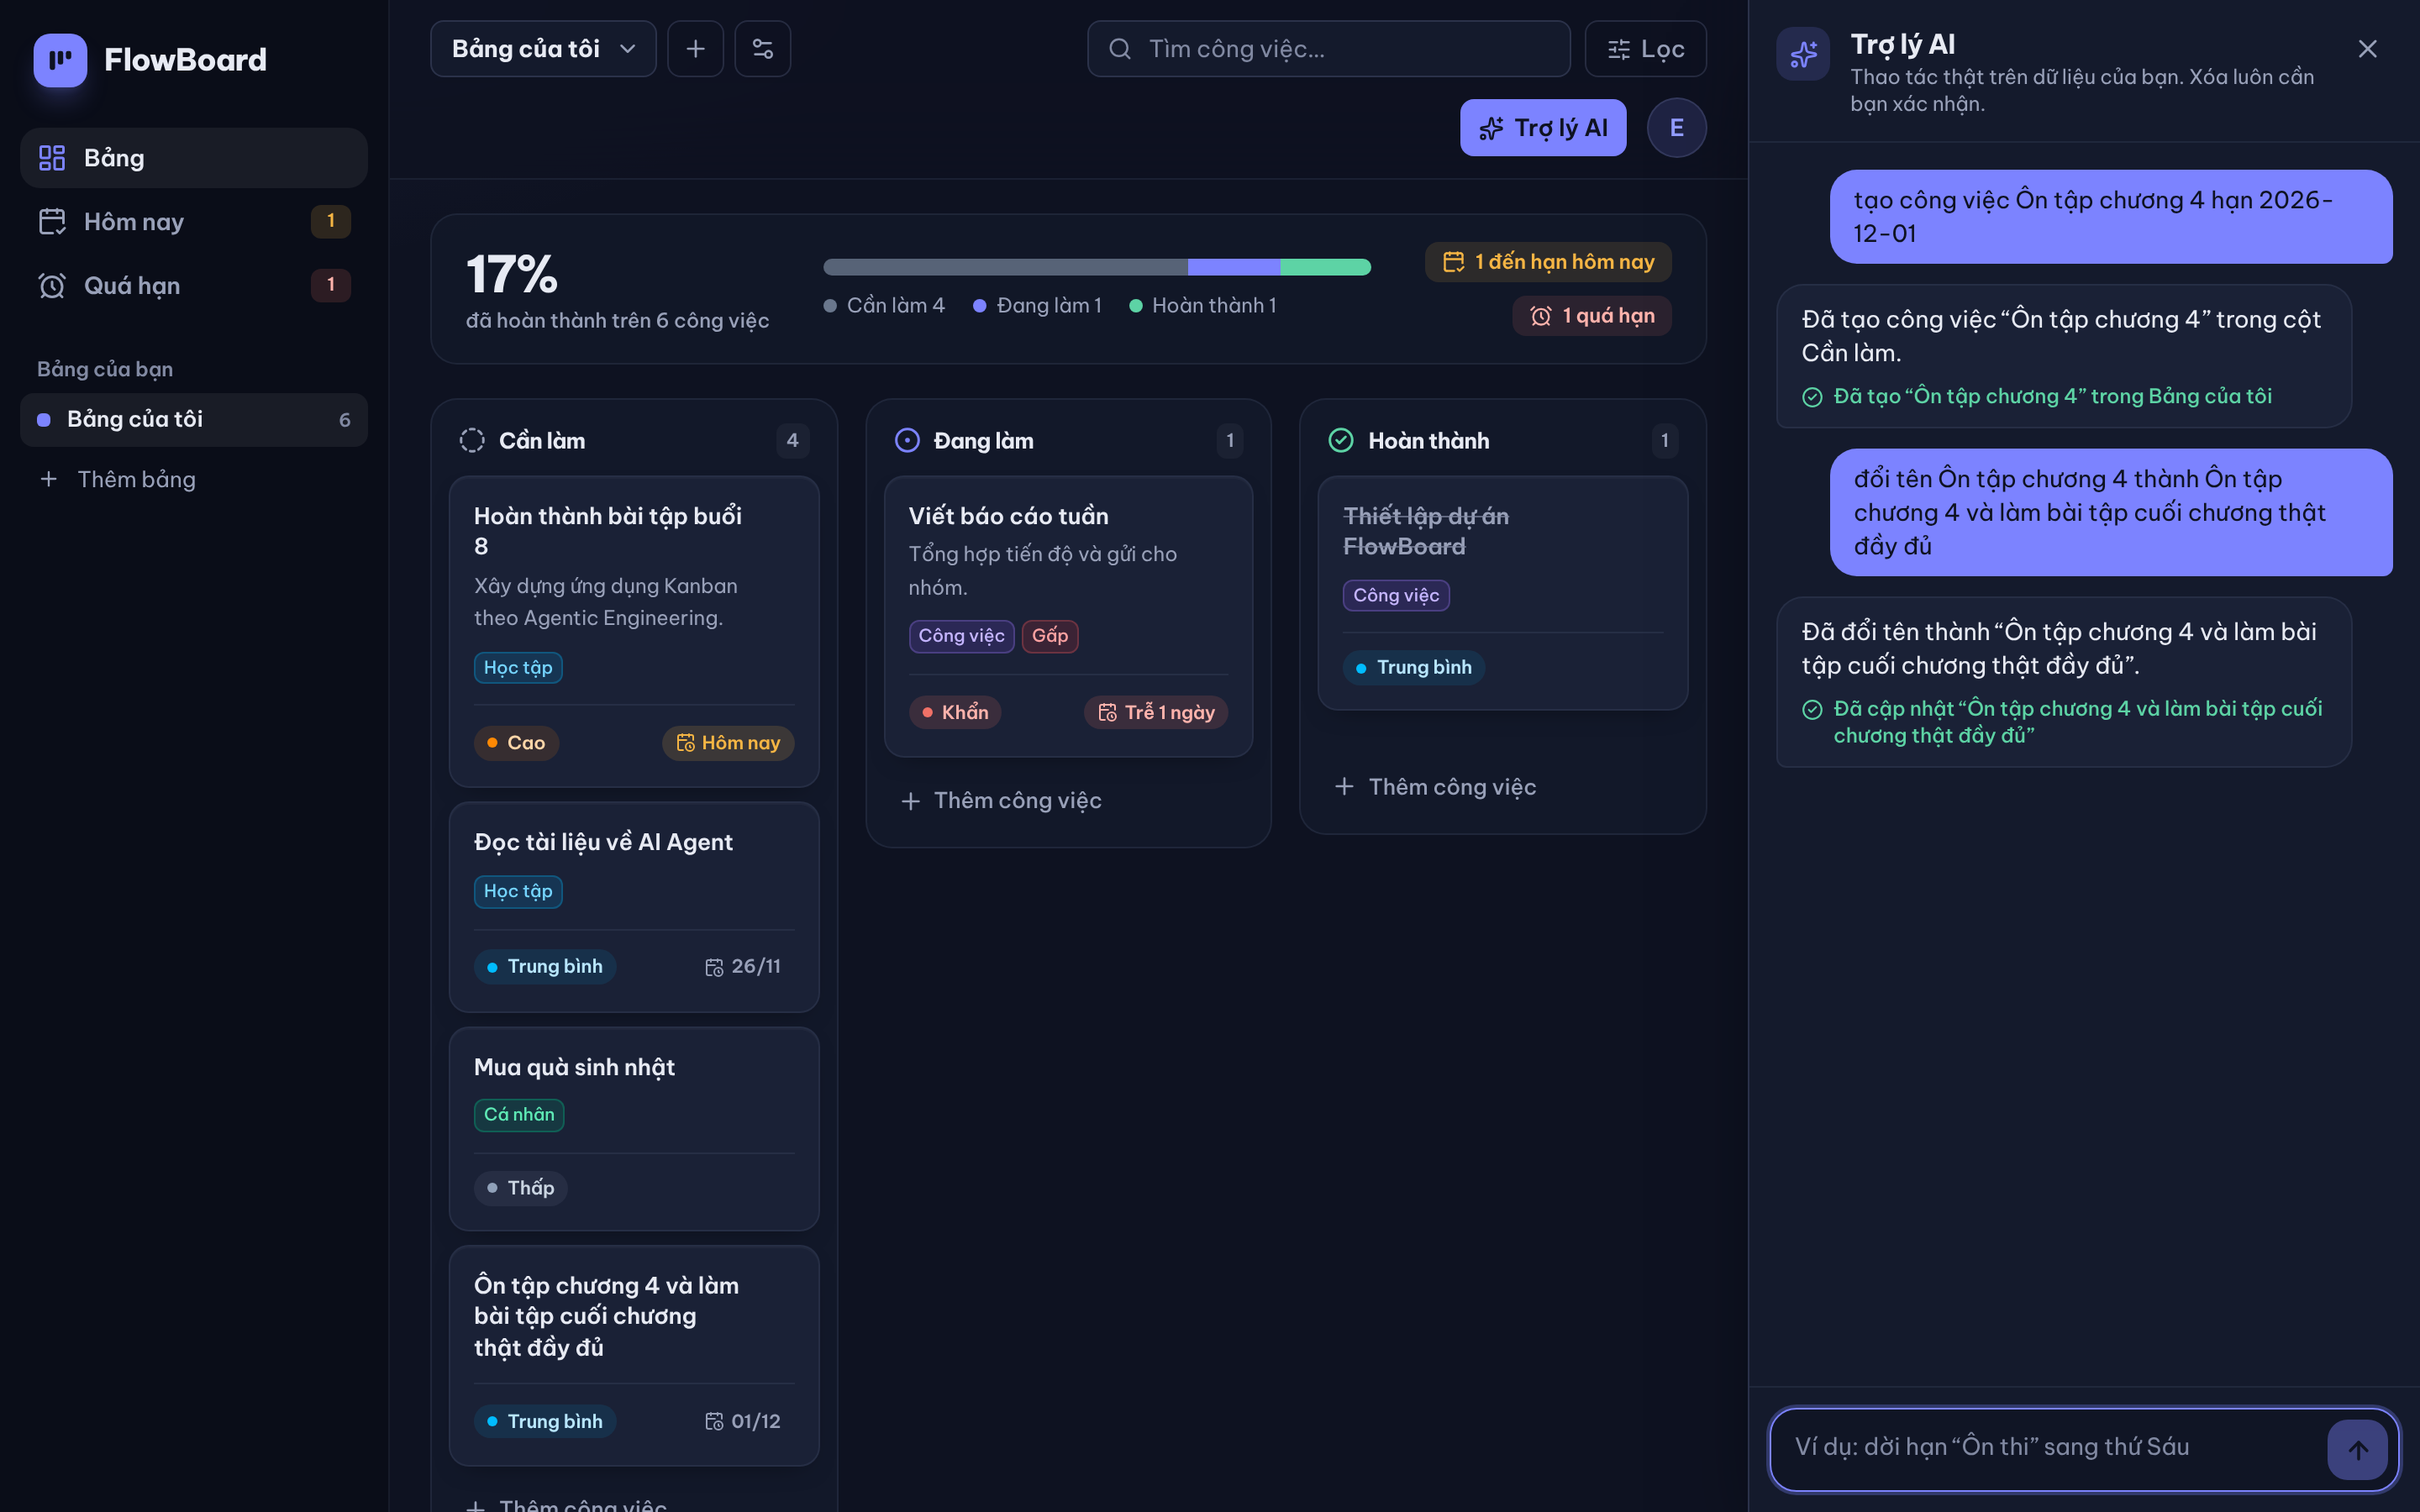 FlowBoard
Bảng
Hôm nay
1
Quá hạn
1
Bảng của bạn
Bảng của tôi
6
Thêm bảng
Bảng của tôi
Tìm công việc...
Lọc
Trợ lý AI
E
17%
đã hoàn thành trên 6 công việc
Cần làm 4
Đang làm 1
Hoàn thành 1
1 đến hạn hôm nay
1 quá hạn
Cần làm
4
Hoàn thành bài tập buổi
8
Xây dựng ứng dụng Kanban
theo Agentic Engineering.
Học tập
Cao
Hôm nay
Đọc tài liệu về AI Agent
Học tập
Trung bình
26/11
Mua quà sinh nhật
Cá nhân
Thấp
Ôn tập chương 4 và làm
bài tập cuối chương
thật đầy đủ
Trung bình
01/12
Thêm công việc
Đang làm
1
Viết báo cáo tuần
Tổng hợp tiến độ và gửi cho
nhóm.
Công việc
Gấp
Khẩn
Trễ 1 ngày
Thêm công việc
Hoàn thành
1
Thiết lập dự án
FlowBoard
Công việc
Trung bình
Thêm công việc
Trợ lý AI
Thao tác thật trên dữ liệu của bạn. Xóa luôn cần
bạn xác nhận.
tạo công việc Ôn tập chương 4 hạn 2026-
12-01
Đã tạo công việc “Ôn tập chương 4” trong cột
Cần làm.
Đã tạo “Ôn tập chương 4” trong Bảng của tôi
đổi tên Ôn tập chương 4 thành Ôn tập
chương 4 và làm bài tập cuối chương thật
đầy đủ
Đã đổi tên thành “Ôn tập chương 4 và làm bài
tập cuối chương thật đầy đủ”.
Đã cập nhật “Ôn tập chương 4 và làm bài tập cuối
chương thật đầy đủ”
Ví dụ: dời hạn “Ôn thi” sang thứ Sáu